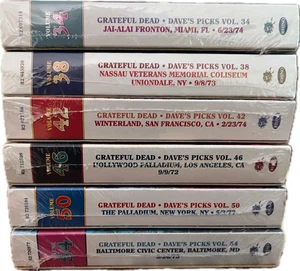 VOLUME
34
GRATEFUL DEAD • DAVE'S PICKS VOL. 34
JAI-ALAI FRONTON, MIAMI, FL • 6/23/74
VOLUME
38
GRATEFUL DEAD • DAVE'S PICKS VOL. 38
NASSAU VETERANS MEMORIAL COLISEUM
UNIONDALE, NY • 9/8/73
VOLUME
42
GRATEFUL DEAD • DAVE'S PICKS VOL. 42
WINTERLAND, SAN FRANCISCO, CA • 2/23/74
VOLUME
46
GRATEFUL DEAD • DAVE'S PICKS VOL. 46
HOLLYWOOD PALLADIUM, LOS ANGELES, CA
9/9/72
VOLUME
50
GRATEFUL DEAD • DAVE'S PICKS VOL. 50
THE PALLADIUM, NEW YORK, NY •
GRATEFUL DEAD • DAVE'S PICKS VOL. 54
BALTIMORE CIVIC CENTER, BALTIMORE, MD